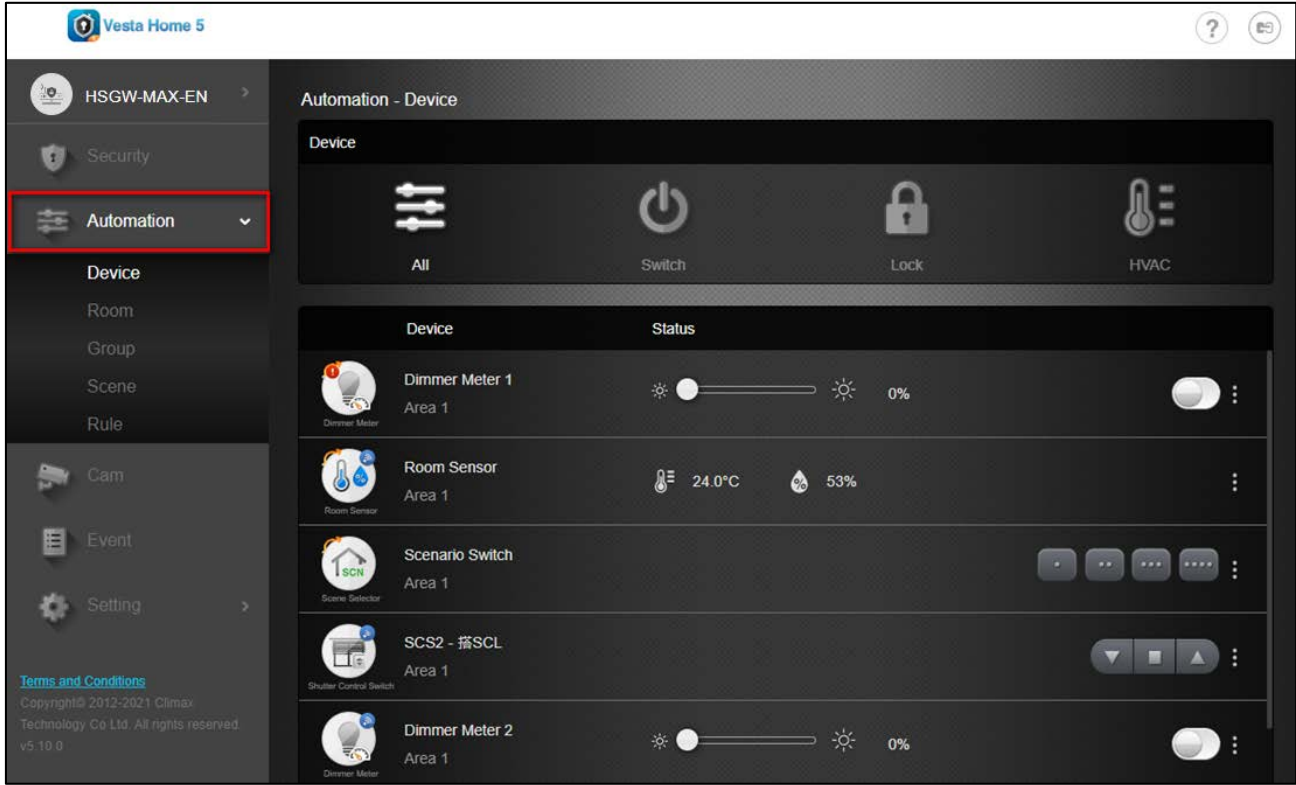 Vesta Home 5
?
HSGW-MAX-EN
Security
Automation
Device
Room
Group
Scene
Rule
Cam
Event
Setting
Terms and Conditions
Copyright© 2012-2021 Climax
Technology Co Ltd. All rights reserved.
v5.10.0
Automation - Device
Device
All
Switch
Lock
HVAC
Device Status
Dimmer Meter
Dimmer Meter 1
Area 1
0%
Room Sensor
Room Sensor
Area 1
24.0°C
%
53%
SCN
Scene Selector
Scenario Switch
Area 1
Shutter Control Switch
SCS2 - 搭SCL
Area 1
Dimmer Meter
Dimmer Meter 2
Area 1
0%